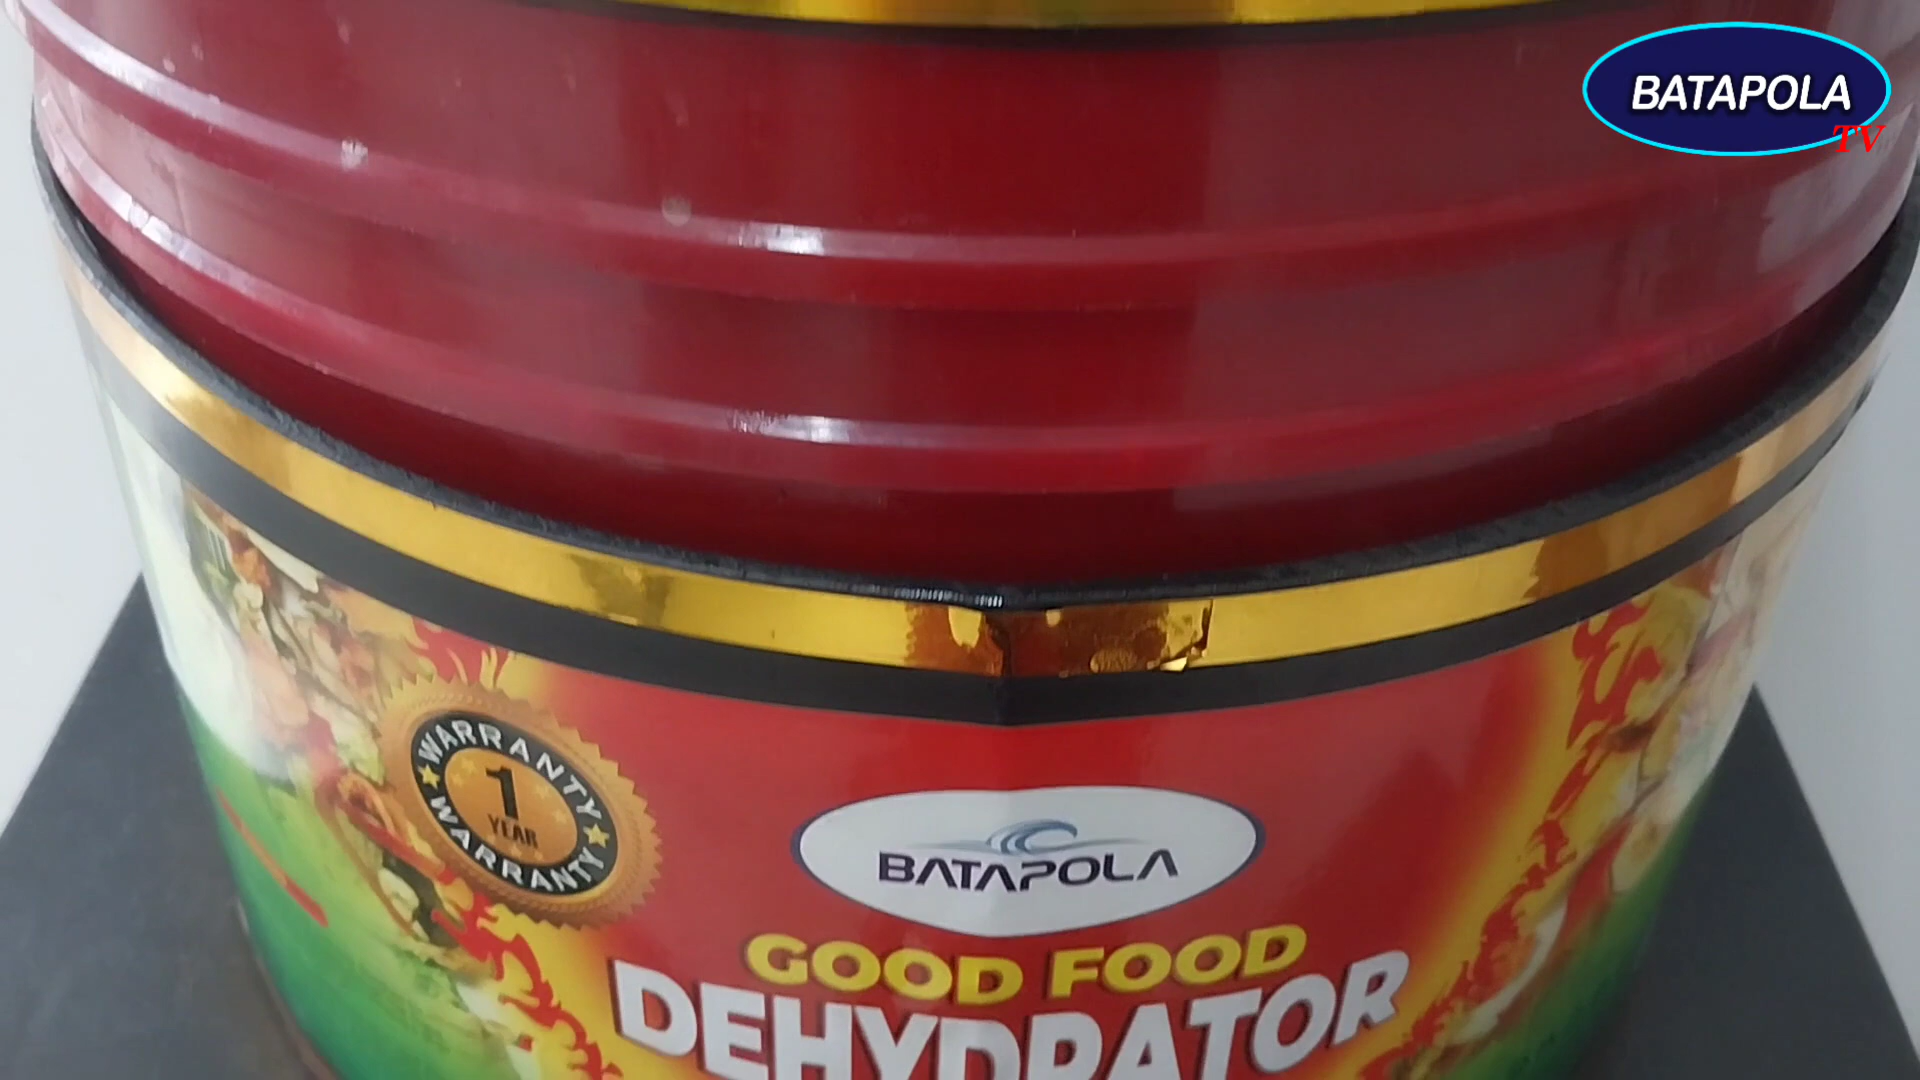 BATAPOLA
TV
WARRANTY
1
YEAR
WARRANTY
BATAPOLA
GOOD FOOD
DEHYDRATOR